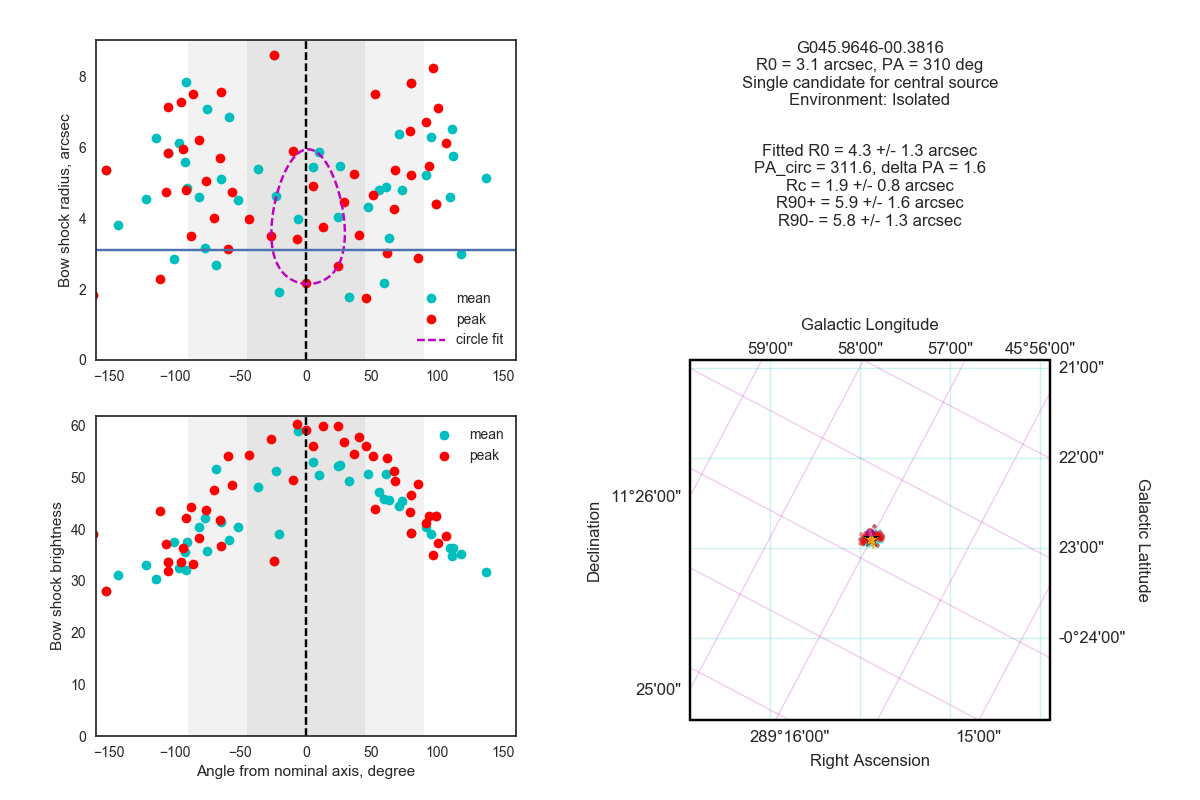 G045.9646-00.3816
R0 = 3.1 arcsec, PA = 310 deg
Single candidate for central source
Environment: Isolated
Fitted R0 = 4.3 +/- 1.3 arcsec
PA_circ = 311.6, delta PA = 1.6
Rc = 1.9 +/- 0.8 arcsec
R90+ = 5.9 +/- 1.6 arcsec
R90- = 5.8 +/- 1.3 arcsec
Bow shock radius, arcsec
8
6
4
2
0
mean
peak
circle fit
−150 −100 −50 0 50 100 150
Bow shock brightness
60
50
40
30
20
10
0
mean
peak
−150 −100 −50 0 50 100 150
Angle from nominal axis, degree
Galactic Longitude
59'00" 58'00" 57'00" 45°56'00"
21'00"
22'00"
23'00"
-0°24'00"
Galactic Latitude
Declination
11°26'00"
25'00"
289°16'00" 15'00"
Right Ascension